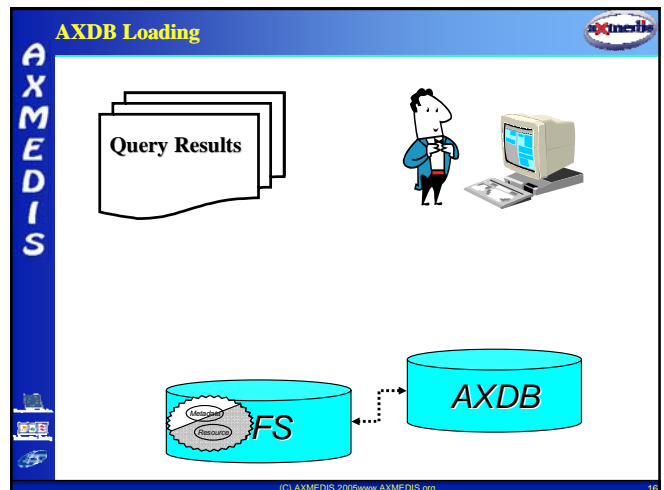 AXDB Loading
axmedis
AXMEDIS
Query Results
Metadata
Resource
FS
AXDB
(C) AXMEDIS 2005www.AXMEDIS.org
16